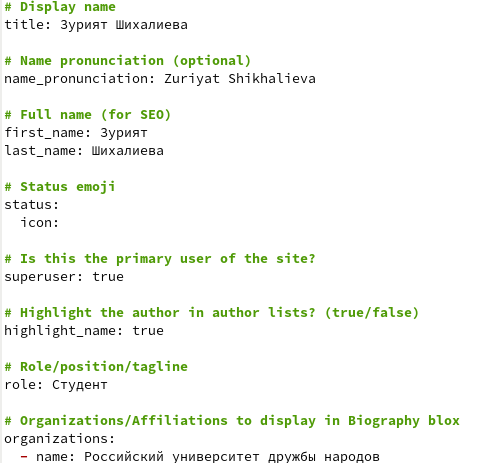 # Display name
title: Зурият Шихалиева

# Name pronunciation (optional)
name_pronunciation: Zuriyat Shikhalieva

# Full name (for SEO)
first_name: Зурият
last_name: Шихалиева

# Status emoji
status:
  icon:

# Is this the primary user of the site?
superuser: true

# Highlight the author in author lists? (true/false)
highlight_name: true

# Role/position/tagline
role: Студент

# Organizations/Affiliations to display in Biography blox
organizations:
  - name: Российский университет дружбы народов